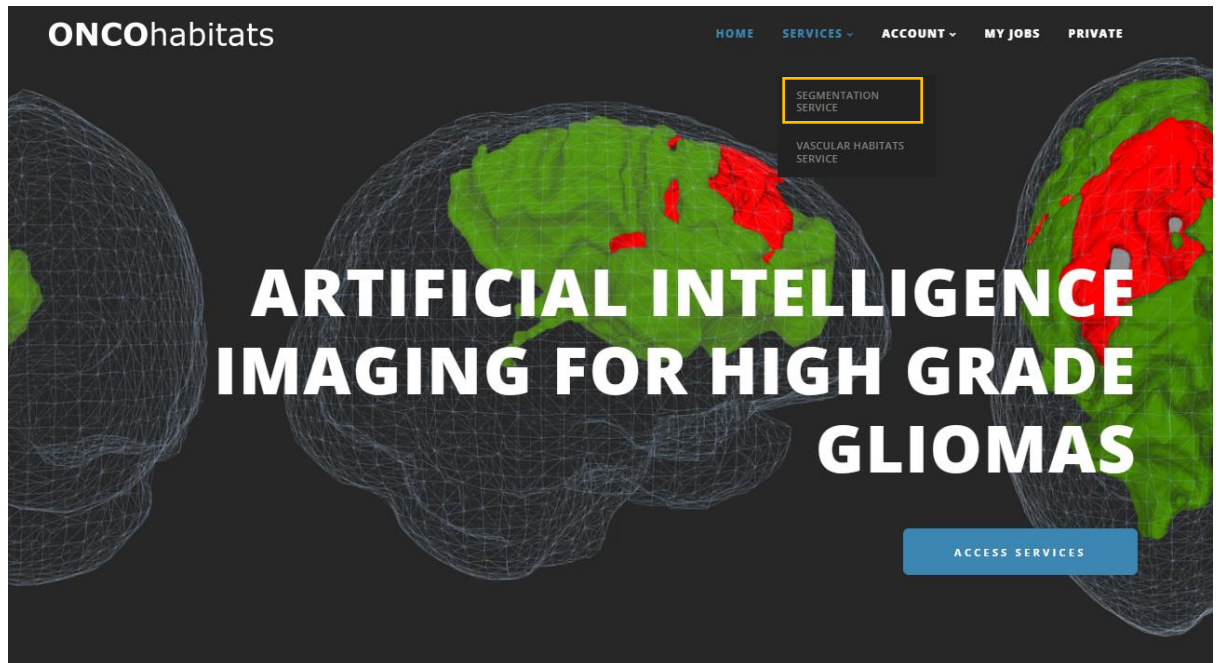 ONCOhabitats
HOME SERVICES ACCOUNT MY JOBS PRIVATE
SEGMENTATION
SERVICE
VASCULAR HABITATS
SERVICE
ARTIFICIAL INTELLIGENCE
IMAGING FOR HIGH GRADE
GLIOMAS
ACCESS SERVICES